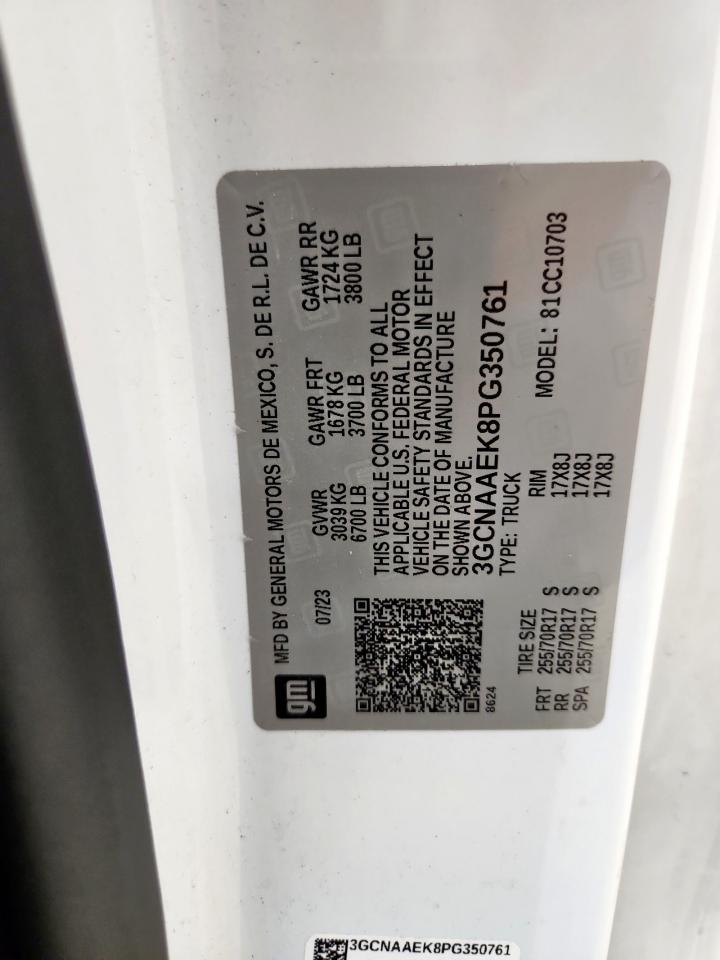 gm
MFD BY GENERAL MOTORS DE MEXICO, S. DE R.L. DE C.V.
07/23
GVWR GAWR FRT GAWR RR
3039 KG 1678 KG 1724 KG
6700 LB 3700 LB 3800 LB
THIS VEHICLE CONFORMS TO ALL
APPLICABLE U.S. FEDERAL MOTOR
VEHICLE SAFETY STANDARDS IN EFFECT
ON THE DATE OF MANUFACTURE
SHOWN ABOVE.
3GCNAAEK8PG350761
TYPE: TRUCK
8624
MODEL: 81CC10703
TIRE SIZE RIM
FRT 255/70R17 S 17X8J
RR 255/70R17 S 17X8J
SPA 255/70R17 S 17X8J
3GCNAAEK8PG350761